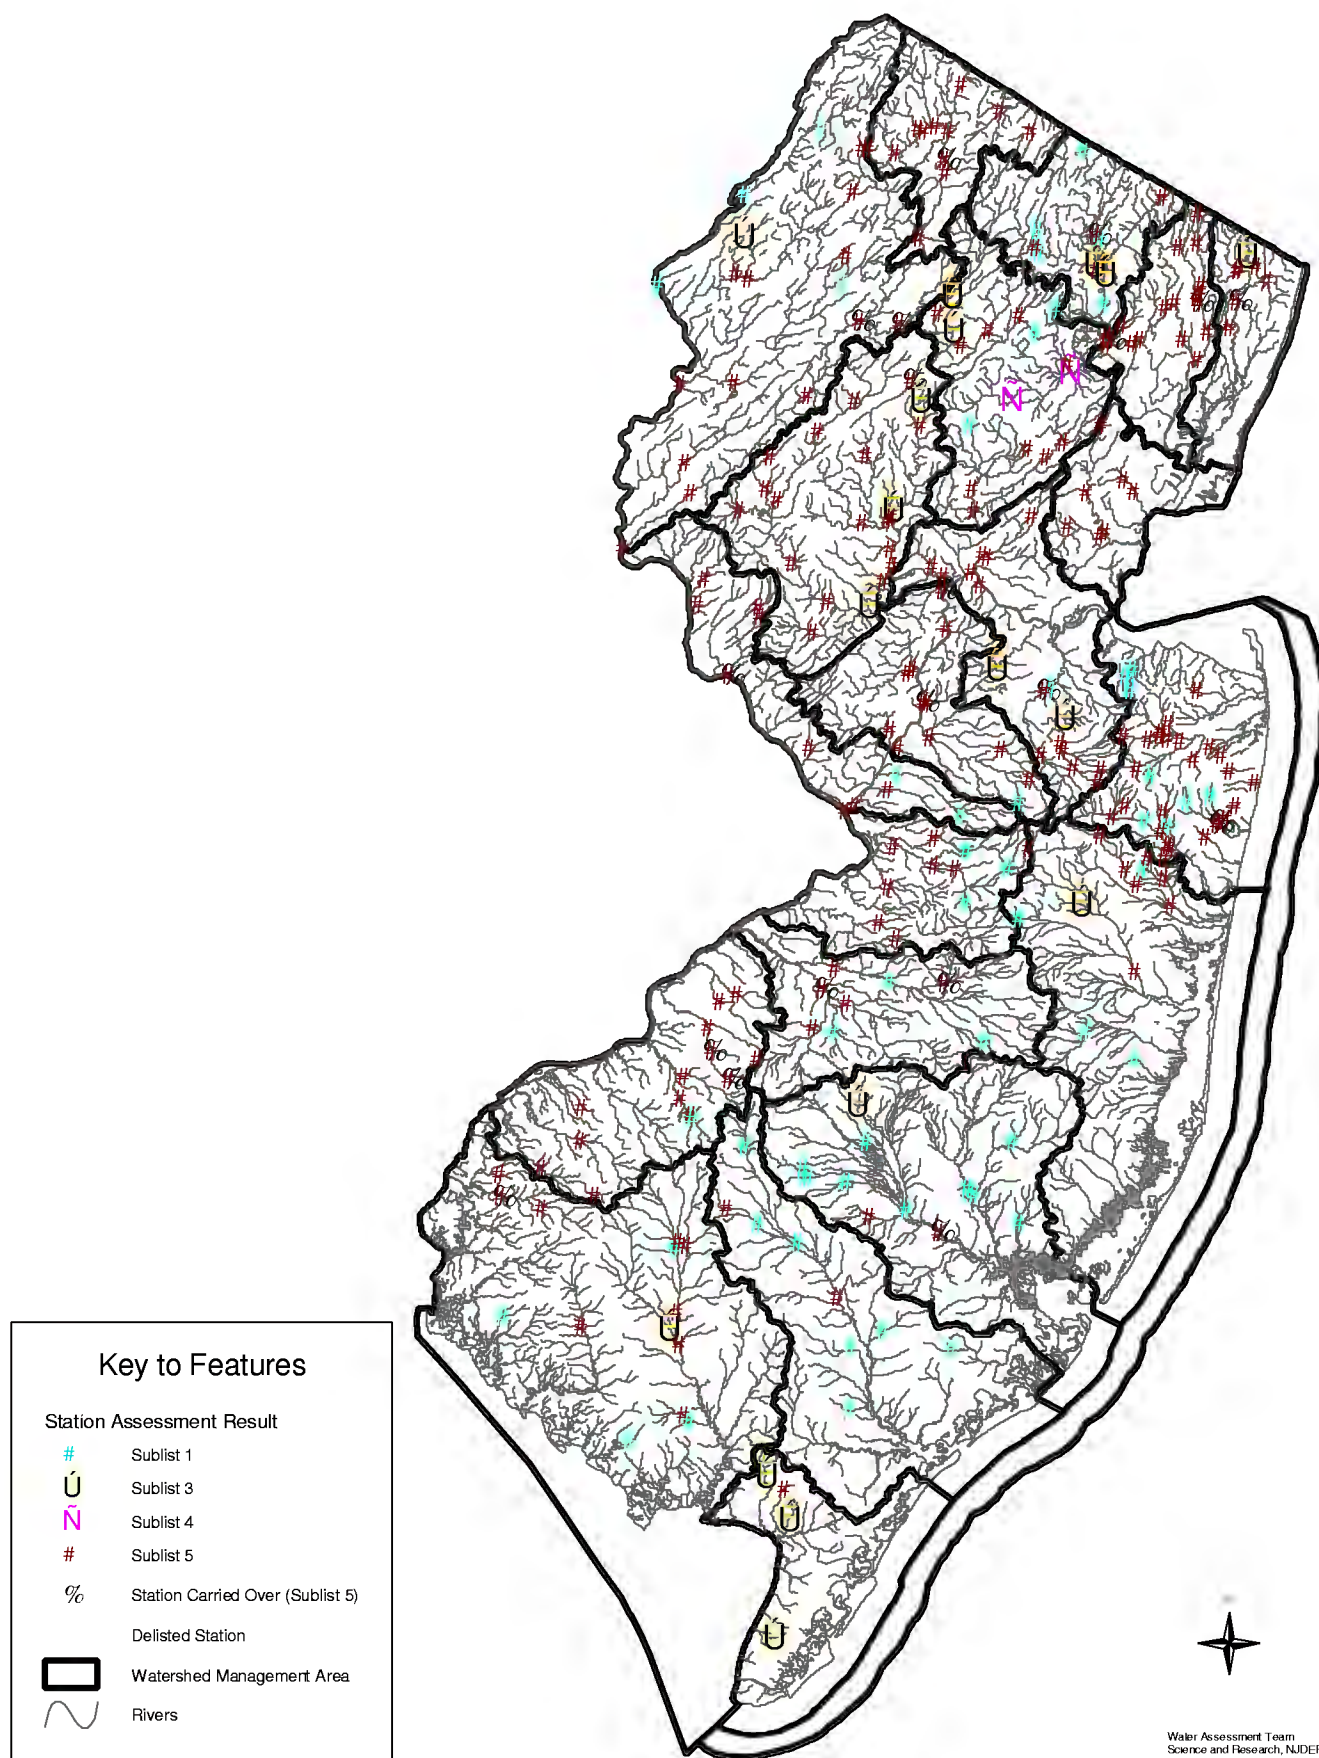 Key to Features
Station Assessment Result
# Sublist 1
Ú Sublist 3
Ñ Sublist 4
# Sublist 5
% Station Carried Over (Sublist 5)
Delisted Station
Watershed Management Area
Rivers
Water Assessment Team
Science and Research, NJDEP